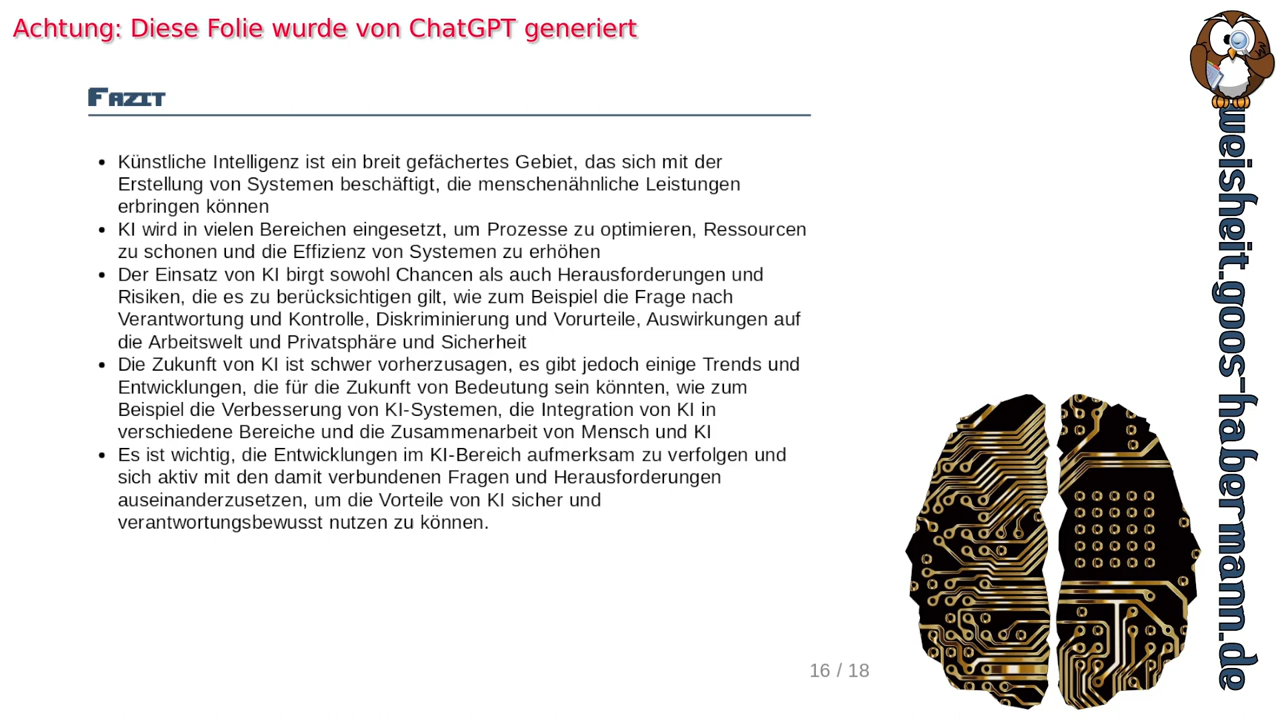 Achtung: Diese Folie wurde von ChatGPT generiert
Fazit
• Künstliche Intelligenz ist ein breit gefächertes Gebiet, das sich mit der
Erstellung von Systemen beschäftigt, die menschenähnliche Leistungen
erbringen können
• KI wird in vielen Bereichen eingesetzt, um Prozesse zu optimieren, Ressourcen
zu schonen und die Effizienz von Systemen zu erhöhen
• Der Einsatz von KI birgt sowohl Chancen als auch Herausforderungen und
Risiken, die es zu berücksichtigen gilt, wie zum Beispiel die Frage nach
Verantwortung und Kontrolle, Diskriminierung und Vorurteile, Auswirkungen auf
die Arbeitswelt und Privatsphäre und Sicherheit
• Die Zukunft von KI ist schwer vorherzusagen, es gibt jedoch einige Trends und
Entwicklungen, die für die Zukunft von Bedeutung sein könnten, wie zum
Beispiel die Verbesserung von KI-Systemen, die Integration von KI in
verschiedene Bereiche und die Zusammenarbeit von Mensch und KI
• Es ist wichtig, die Entwicklungen im KI-Bereich aufmerksam zu verfolgen und
sich aktiv mit den damit verbundenen Fragen und Herausforderungen
auseinanderzusetzen, um die Vorteile von KI sicher und
verantwortungsbewusst nutzen zu können.
16 / 18
weisheit.goos-habermann.de